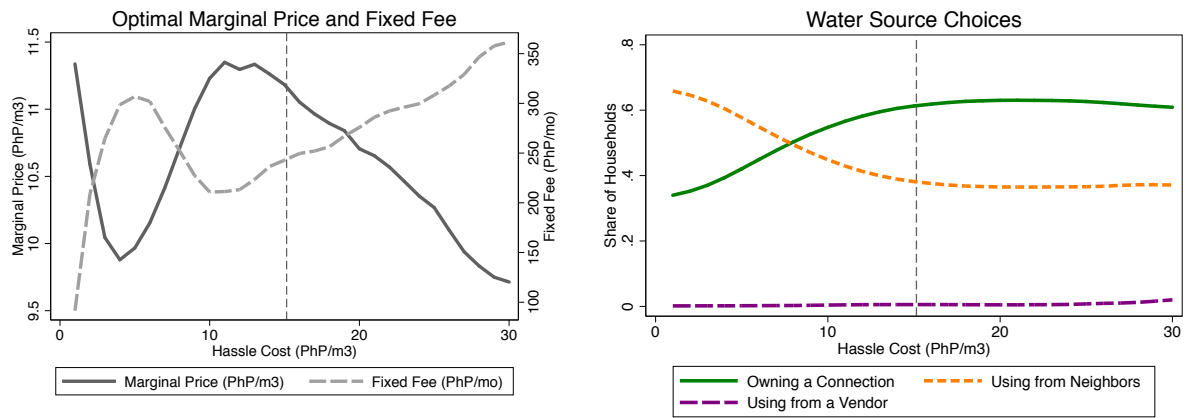 Optimal Marginal Price and Fixed Fee
Marginal Price (PhP/m3)
11.5
11
10.5
10
9.5
Fixed Fee (PhP/mo)
350
300
250
200
150
100
0 10 20 30
Hassle Cost (PhP/m3)
Marginal Price (PhP/m3) Fixed Fee (PhP/mo)
Water Source Choices
Share of Households
.8
.6
.4
.2
0
0 10 20 30
Hassle Cost (PhP/m3)
Owning a Connection Using from Neighbors
Using from a Vendor